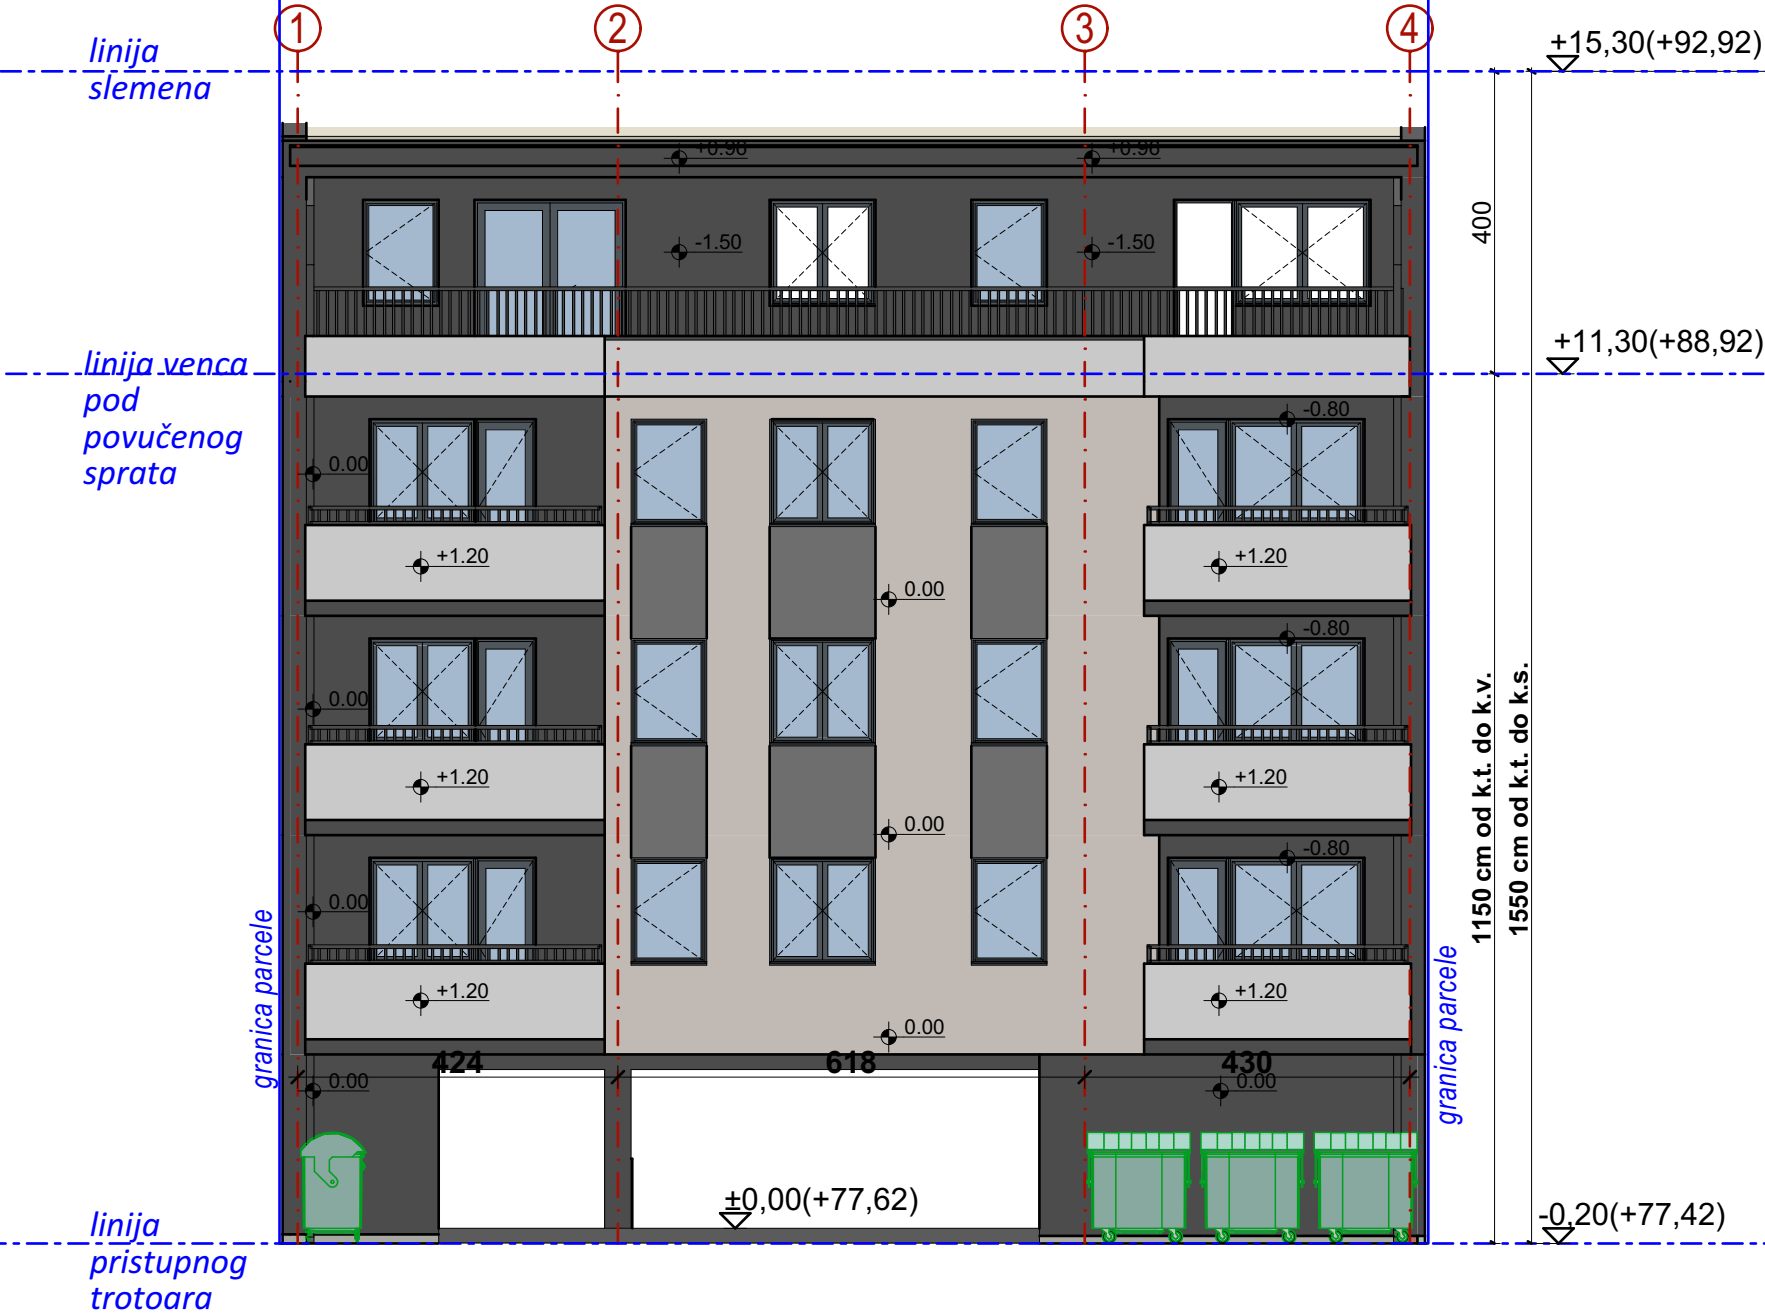 1 2 3 4
linija
slemena
+15,30(+92,92)
+0.90 +0.90
-1.50 -1.50
400
linija venca
pod
povučenog
sprata
+11,30(+88,92)
-0.80
0.00
+1.20 +1.20
0.00
-0.80
0.00
+1.20 +1.20
0.00
-0.80
0.00
+1.20 +1.20
0.00
1150 cm od k.t. do k.v.
1550 cm od k.t. do k.s.
granica parcele
granica parcele
424 618 430
0.00 0.00
±0,00(+77,62)
-0,20(+77,42)
linija
pristupnog
trotoara